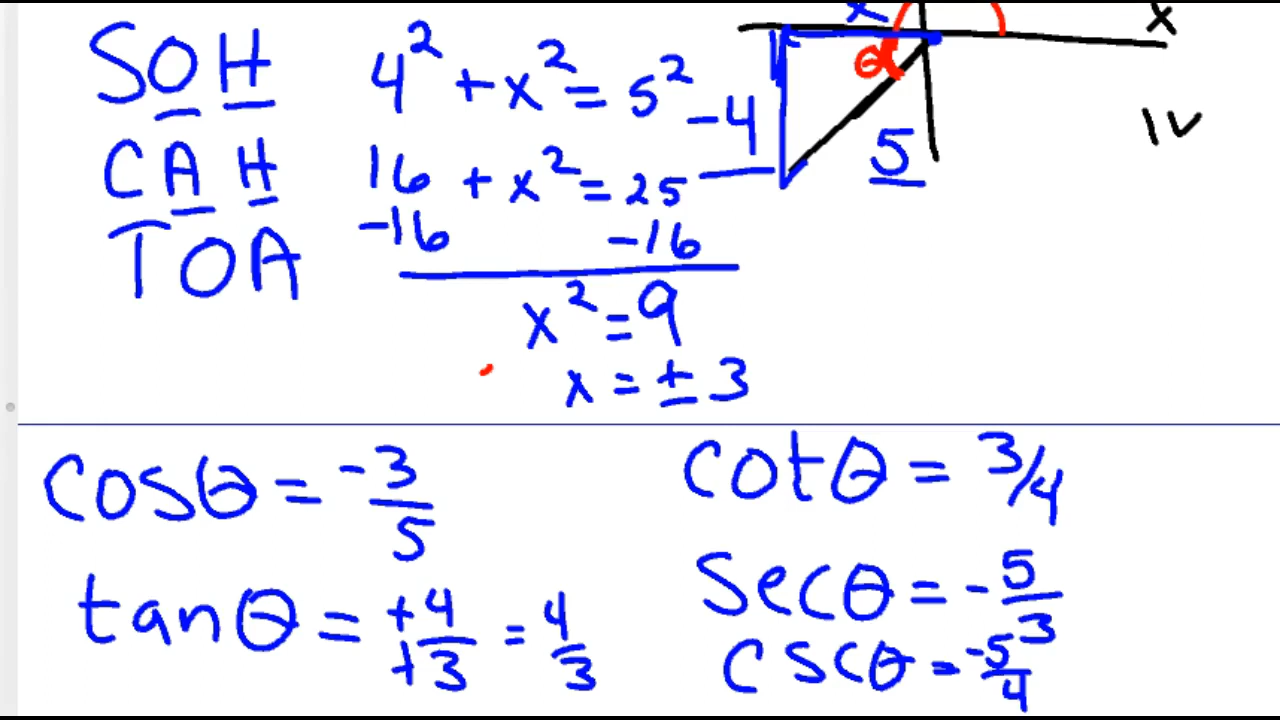 SOH
CAH
TOA
4² + x² = 5²
16 + x² = 25
-16 -16
x² = 9
x = ± 3
x
x
θ
-4
5
IV
cosθ = -3/5
tanθ = +4/+3 = 4/3
cotθ = 3/4
secθ = -5/3
cscθ = -5/4